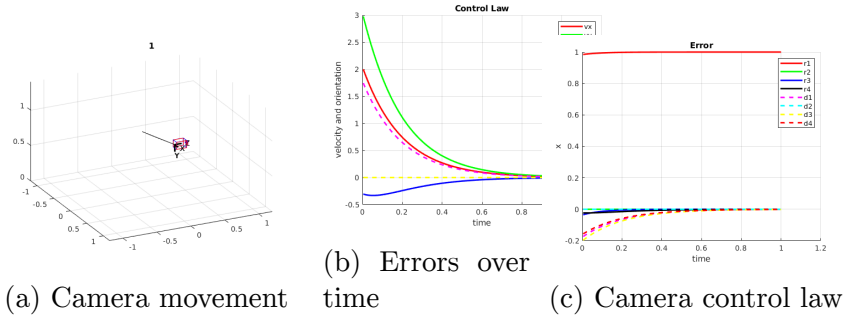 1
1
0.5
0
-1
-0.5
0
0.5
1
-1
-0.5
0
0.5
1
Y
(a) Camera movement
Control Law
vx
velocity and orientation
3
2.5
2
1.5
1
0.5
0
-0.5
0
0.2
0.4
0.6
0.8
time
(b) Errors over
time
Error
r1
r2
r3
r4
d1
d2
d3
d4
x
1
0.8
0.6
0.4
0.2
0
-0.2
0
0.2
0.4
0.6
0.8
1
1.2
time
(c) Camera control law